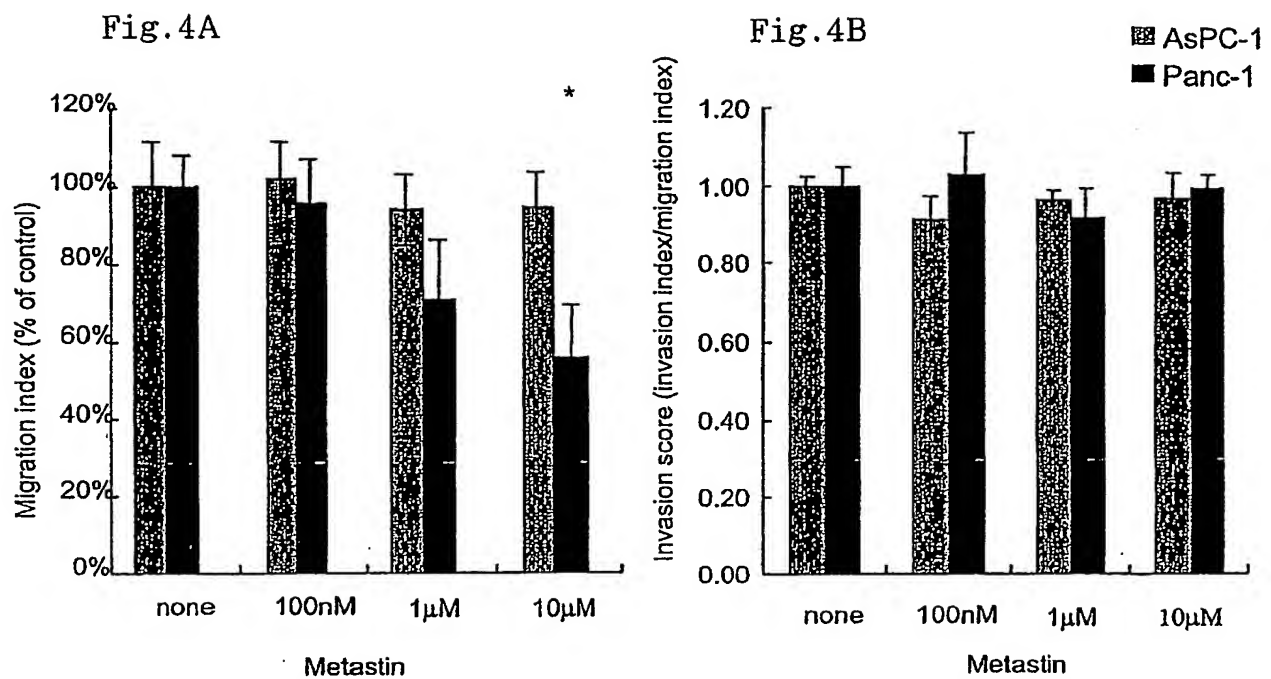 Fig.4A
*
Migration index (% of control)
120%
100%
80%
60%
40%
20%
0%
none 100nM 1μM 10μM
Metastin
Fig.4B
AsPC-1
Panc-1
Invasion score (invasion index/migration index)
1.20
1.00
0.80
0.60
0.40
0.20
0.00
none 100nM 1μM 10μM
Metastin